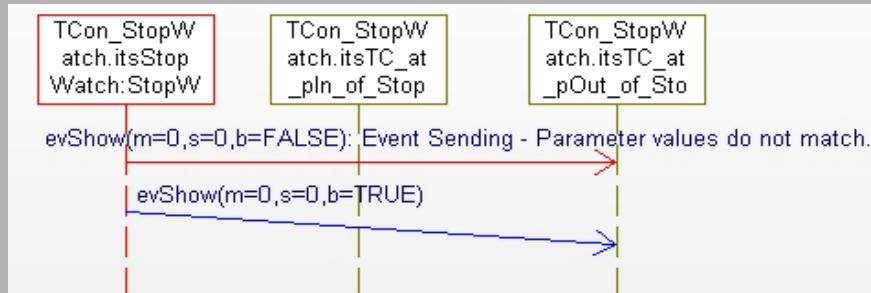 TCon_StopW
atch.itsStop
Watch:StopW
TCon_StopW
atch.itsTC_at
_pIn_of_Stop
TCon_StopW
atch.itsTC_at
_pOut_of_Sto
evShow(m=0,s=0,b=FALSE): Event Sending - Parameter values do not match.
evShow(m=0,s=0,b=TRUE)